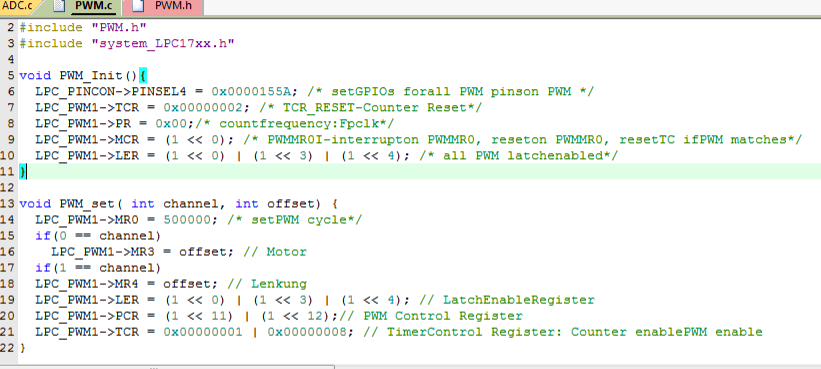 ADC.c PWM.c PWM.h
2 #include "PWM.h"
3 #include "system_LPC17xx.h"
4
5 void PWM_Init(){
6 LPC_PINCON->PINSEL4 = 0x0000155A; /* setGPIOs forall PWM pinson PWM */
7 LPC_PWM1->TCR = 0x00000002; /* TCR_RESET-Counter Reset*/
8 LPC_PWM1->PR = 0x00;/* countfrequency:Fpclk*/
9 LPC_PWM1->MCR = (1 << 0); /* PWMMR0I-interrupton PWMMR0, reseton PWMMR0, resetTC ifPWM matches*/
10 LPC_PWM1->LER = (1 << 0) | (1 << 3) | (1 << 4); /* all PWM latchenabled*/
11 }
12
13 void PWM_set( int channel, int offset) {
14 LPC_PWM1->MR0 = 500000; /* setPWM cycle*/
15 if(0 == channel)
16 LPC_PWM1->MR3 = offset; // Motor
17 if(1 == channel)
18 LPC_PWM1->MR4 = offset; // Lenkung
19 LPC_PWM1->LER = (1 << 0) | (1 << 3) | (1 << 4); // LatchEnableRegister
20 LPC_PWM1->PCR = (1 << 11) | (1 << 12);// PWM Control Register
21 LPC_PWM1->TCR = 0x00000001 | 0x00000008; // TimerControl Register: Counter enablePWM enable
22 }